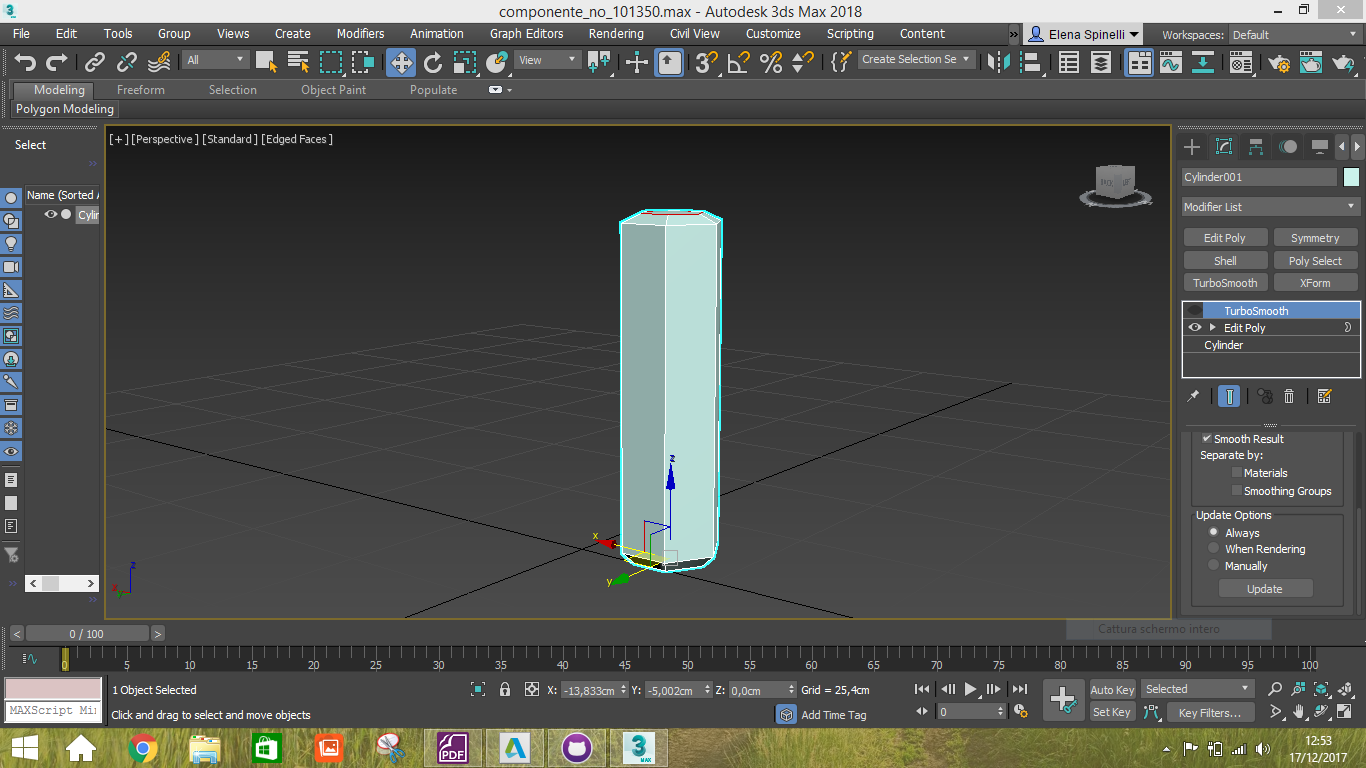 componente_no_101350.max - Autodesk 3ds Max 2018
File Edit Tools Group Views Create Modifiers Animation Graph Editors Rendering Civil View Customize Scripting Content » Elena Spinelli Workspaces: Default
All View Create Selection Se
Modeling Freeform Selection Object Paint Populate
Polygon Modeling
Select
Name (Sorted A
Cylin
[+] [Perspective ] [Standard ] [Edged Faces ]
z
x
y
z
x
y
Cylinder001
Modifier List
Edit Poly Symmetry
Shell Poly Select
TurboSmooth XForm
TurboSmooth
Edit Poly
Cylinder
Smooth Result
Separate by:
Materials
Smoothing Groups
Update Options
Always
When Rendering
Manually
Update
Cattura schermo intero
< 0 / 100 >
0 5 10 15 20 25 30 35 40 45 50 55 60 65 70 75 80 85 90 95 100
1 Object Selected X: -13,833cm Y: -5,002cm Z: 0,0cm Grid = 25,4cm Auto Key Selected
MAXScript Min Click and drag to select and move objects Add Time Tag 0 Set Key Key Filters...
PDF
3
MAX
12:53
17/12/2017